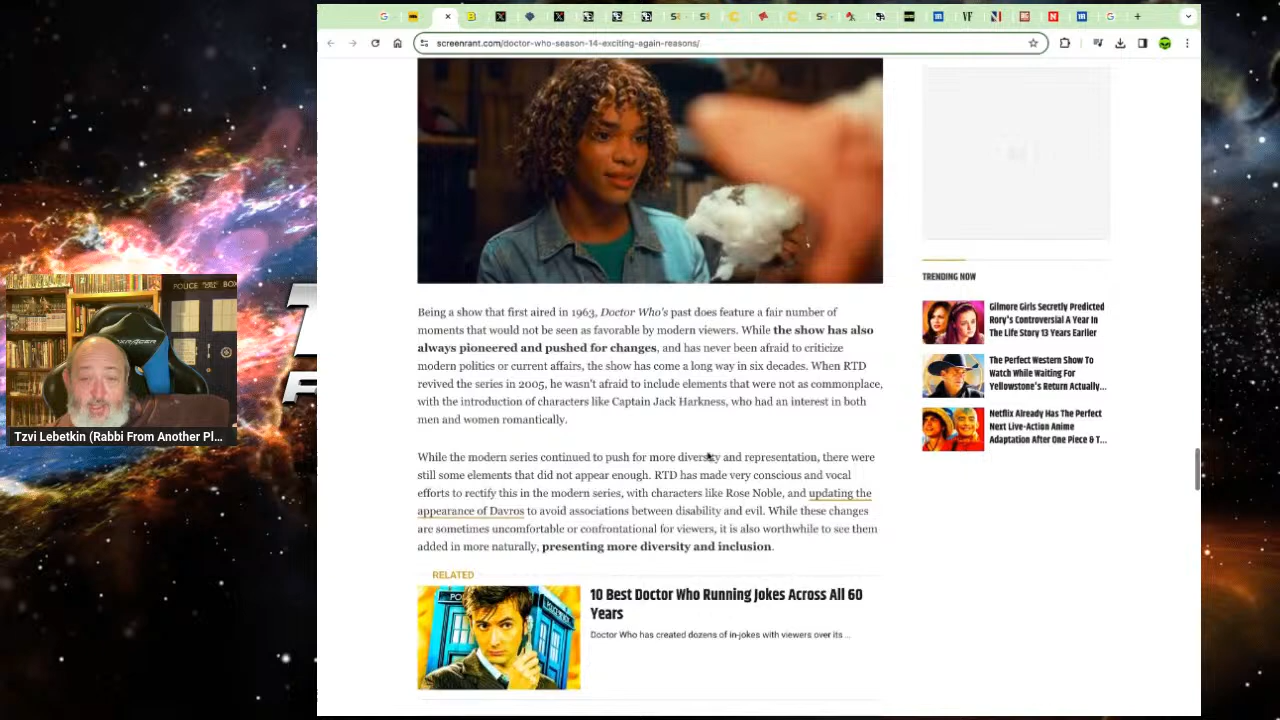 screenrant.com/doctor-who-season-14-exciting-again-reasons/
POLICE BOX
Tzvi Lebetkin (Rabbi From Another Pl...
Being a show that first aired in 1963, Doctor Who's past does feature a fair number of
moments that would not be seen as favorable by modern viewers. While the show has also
always pioneered and pushed for changes, and has never been afraid to criticize
modern politics or current affairs, the show has come a long way in six decades. When RTD
revived the series in 2005, he wasn't afraid to include elements that were not as commonplace,
with the introduction of characters like Captain Jack Harkness, who had an interest in both
men and women romantically.
While the modern series continued to push for more diversity and representation, there were
still some elements that did not appear enough. RTD has made very conscious and vocal
efforts to rectify this in the modern series, with characters like Rose Noble, and updating the
appearance of Davros to avoid associations between disability and evil. While these changes
are sometimes uncomfortable or confrontational for viewers, it is also worthwhile to see them
added in more naturally, presenting more diversity and inclusion.
RELATED
10 Best Doctor Who Running Jokes Across All 60
Years
Doctor Who has created dozens of in-jokes with viewers over its ...
TRENDING NOW
Gilmore Girls Secretly Predicted
Rory's Controversial A Year In
The Life Story 13 Years Earlier
The Perfect Western Show To
Watch While Waiting For
Yellowstone's Return Actually...
Netflix Already Has The Perfect
Next Live-Action Anime
Adaptation After One Piece & T...